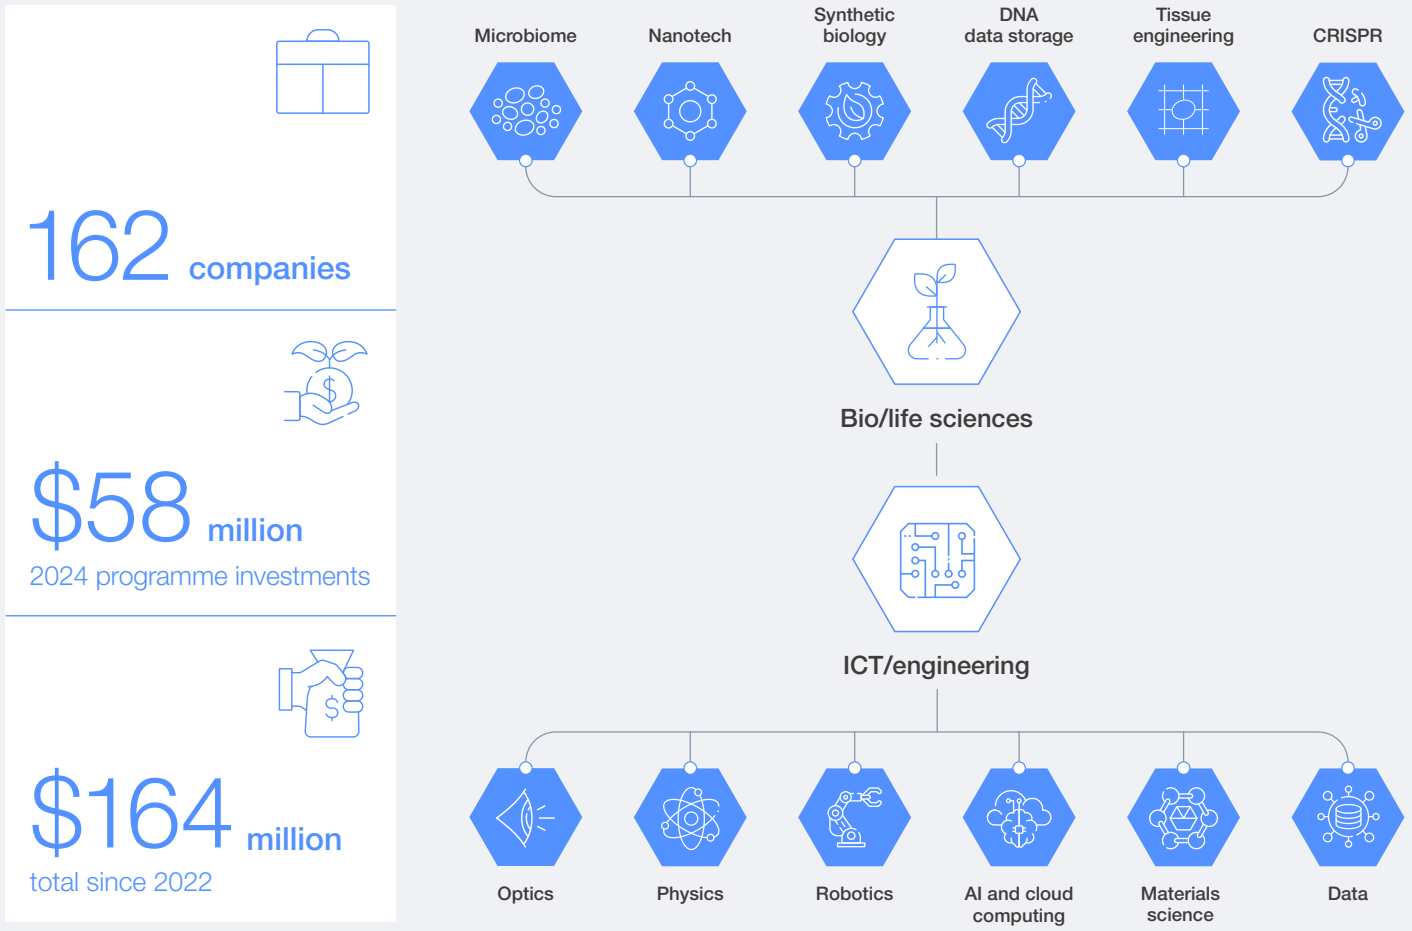 162 companies
$58 million
2024 programme investments
$164 million
total since 2022
Microbiome
Nanotech
Synthetic
biology
DNA
data storage
Tissue
engineering
CRISPR
Bio/life sciences
ICT/engineering
Optics
Physics
Robotics
AI and cloud
computing
Materials
science
Data